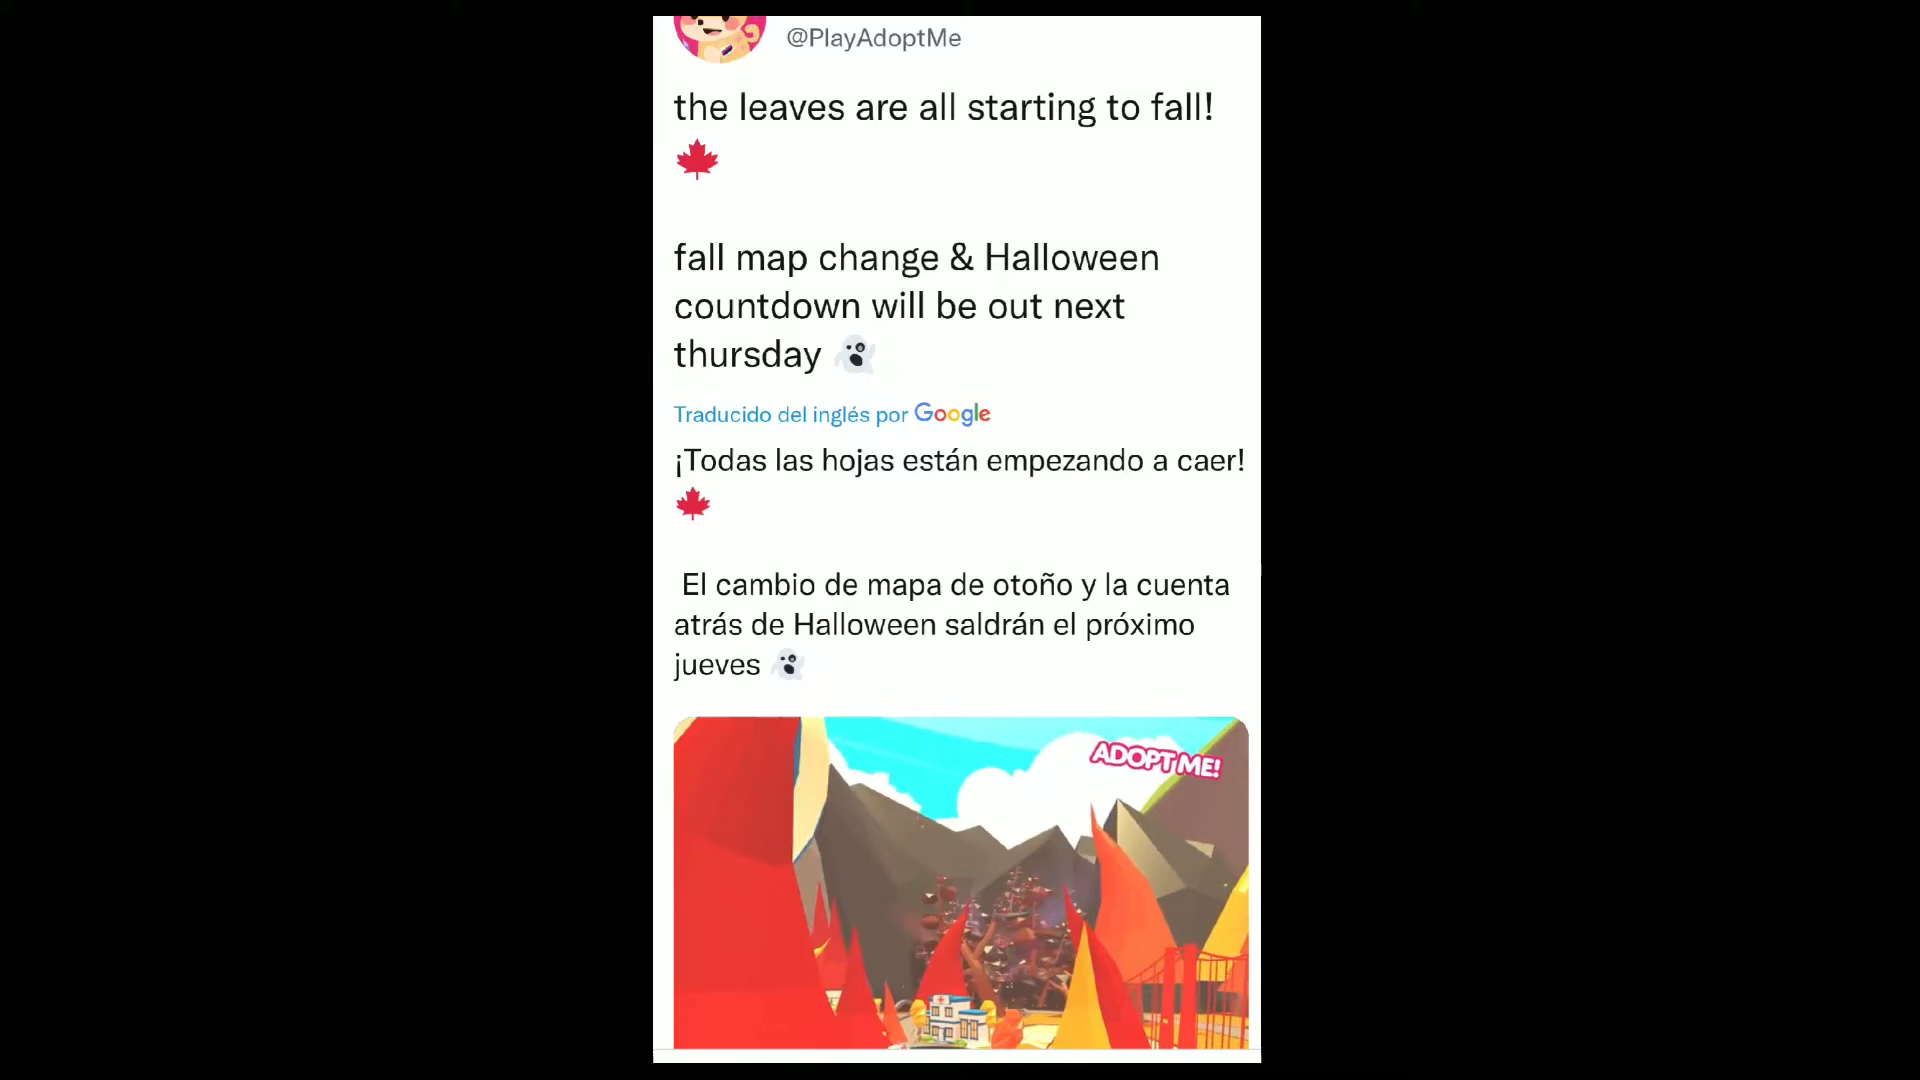 @PlayAdoptMe
the leaves are all starting to fall!
🍁
fall map change & Halloween
countdown will be out next
thursday 👻
Traducido del inglés por Google
¡Todas las hojas están empezando a caer!
🍁
El cambio de mapa de otoño y la cuenta
atrás de Halloween saldrán el próximo
jueves 👻
ADOPT ME!